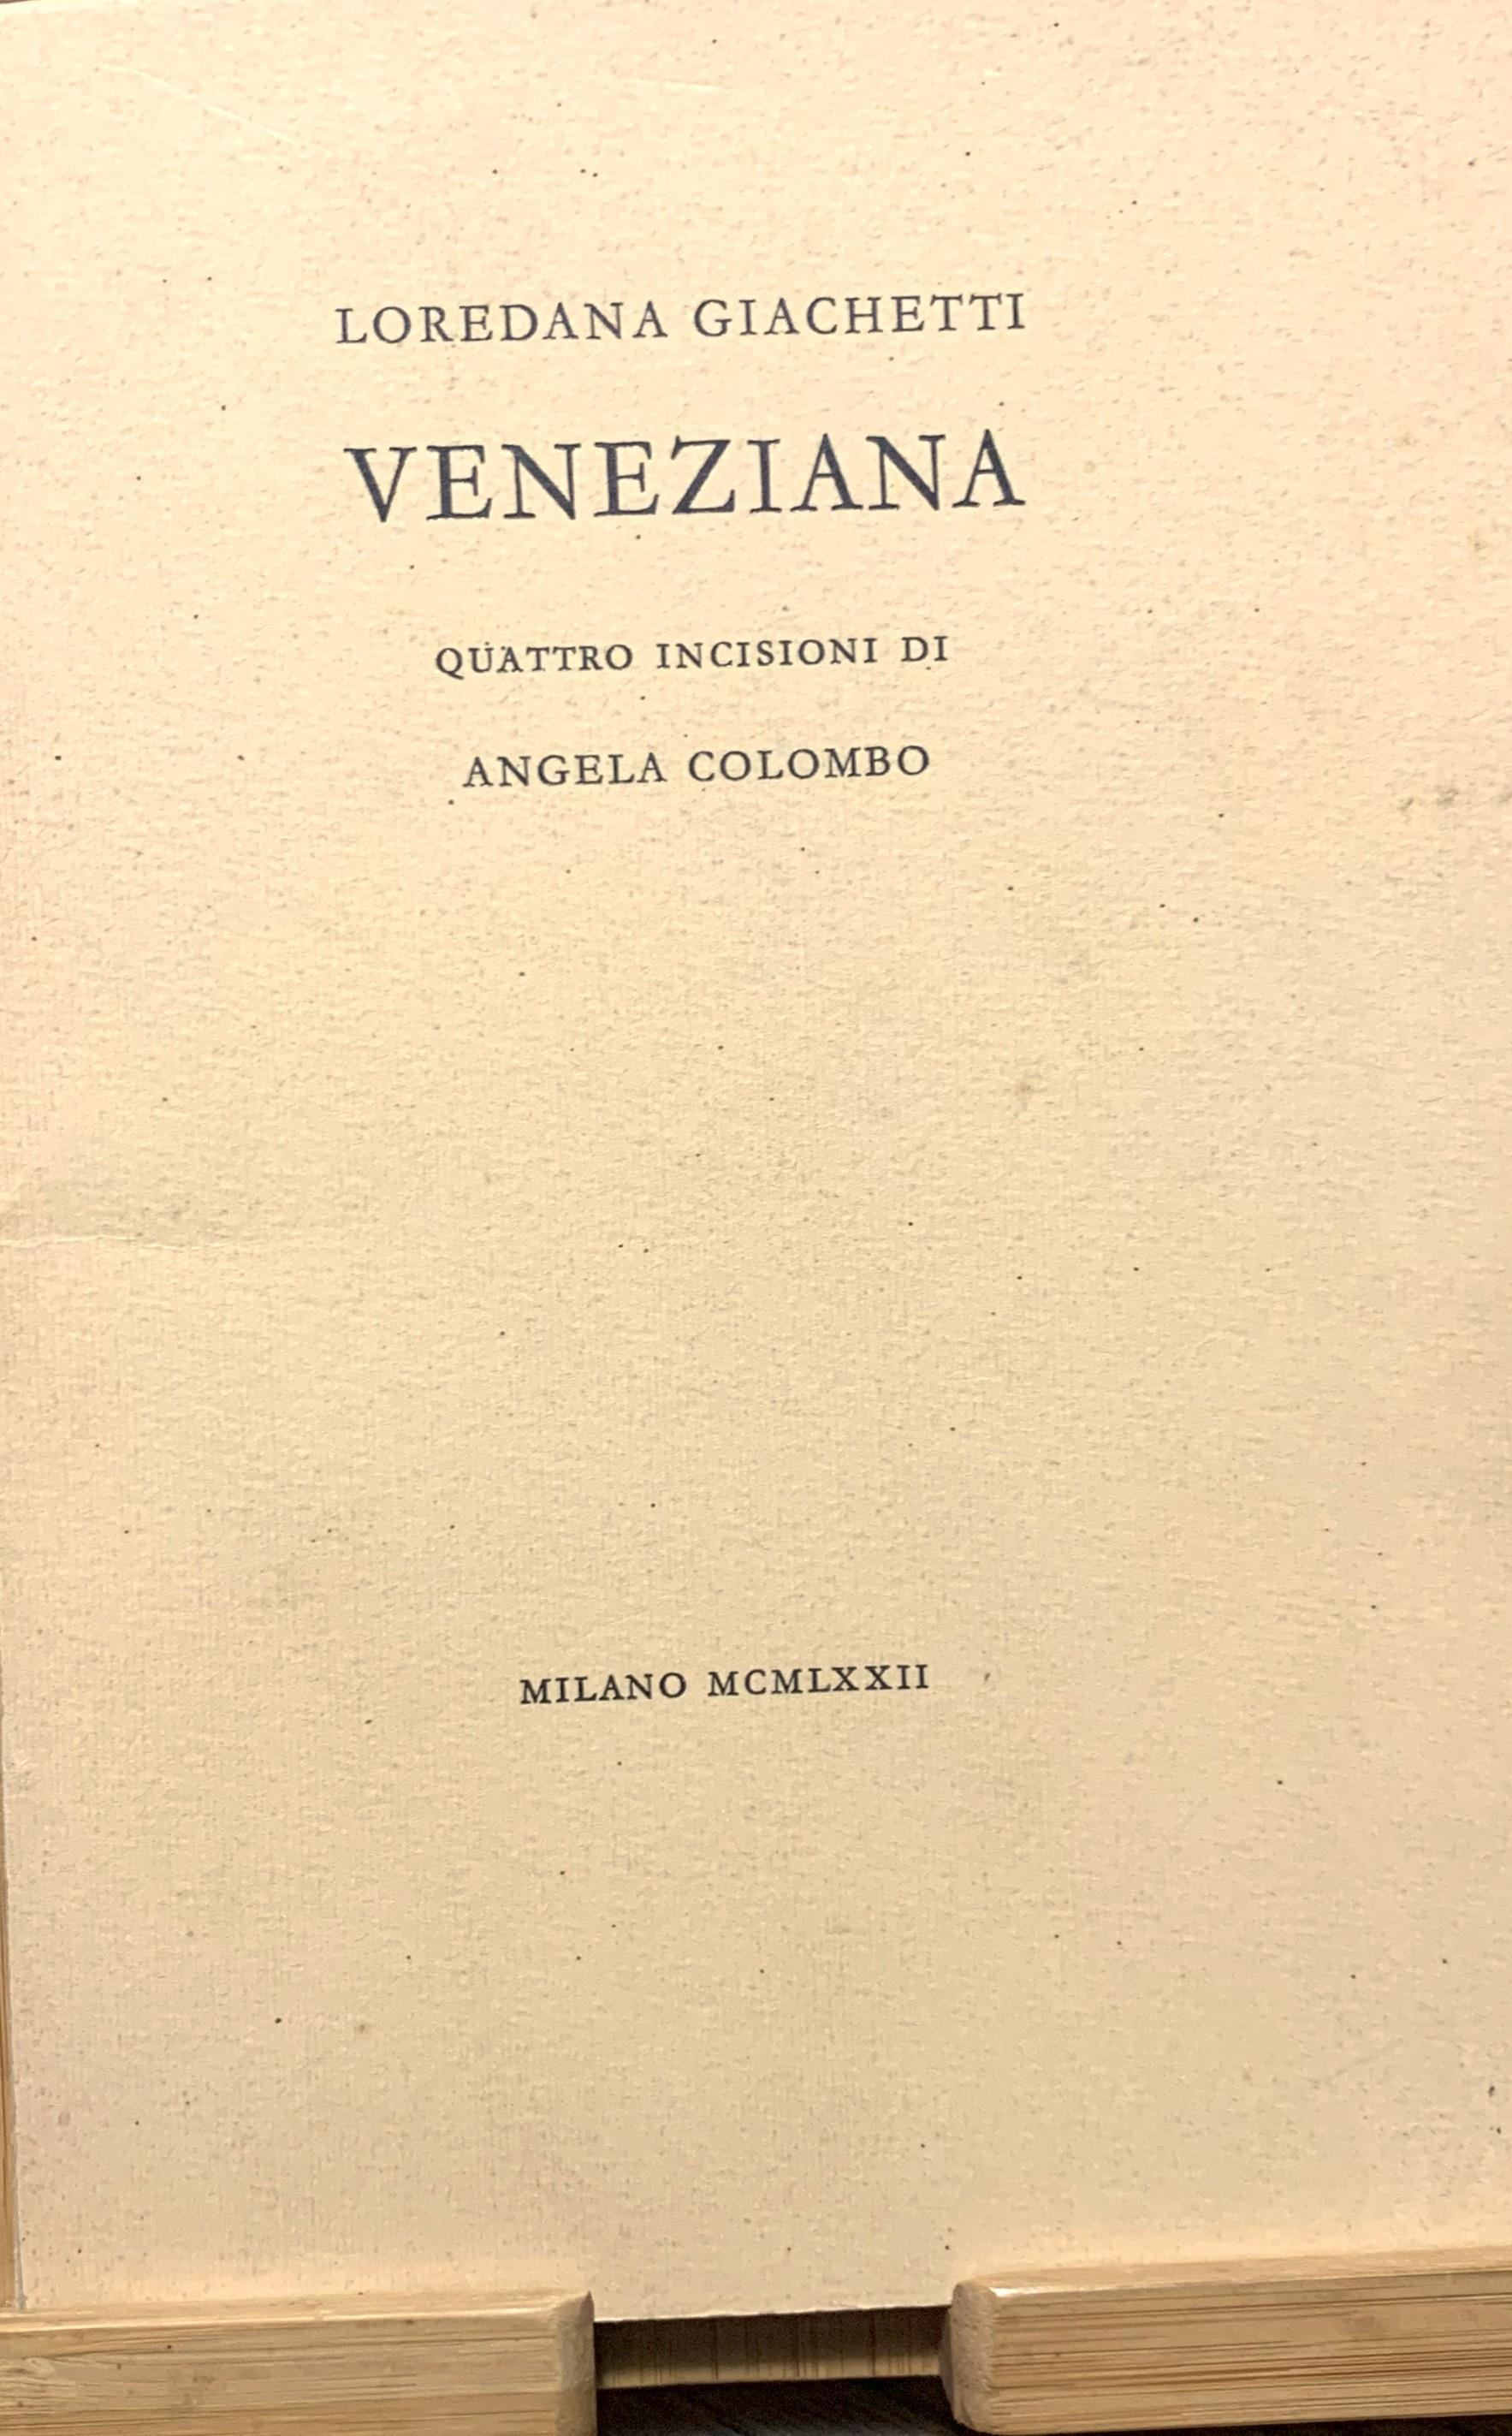 LOREDANA GIACHETTI
VENEZIANA
QUATTRO INCISIONI DI
ANGELA COLOMBO
MILANO MCMLXXII